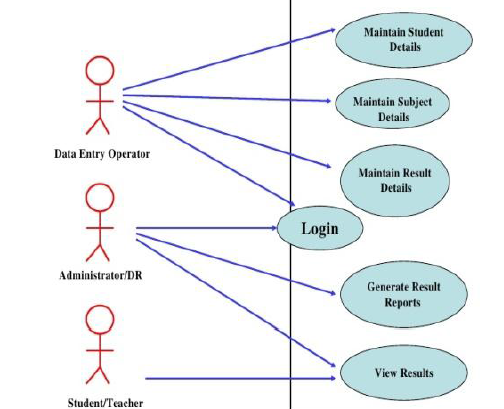 Maintain Student
Details
Maintain Subject
Details
Data Entry Operator
Maintain Result
Details
Login
Administrator/DR
Generate Result
Reports
View Results
Student/Teacher